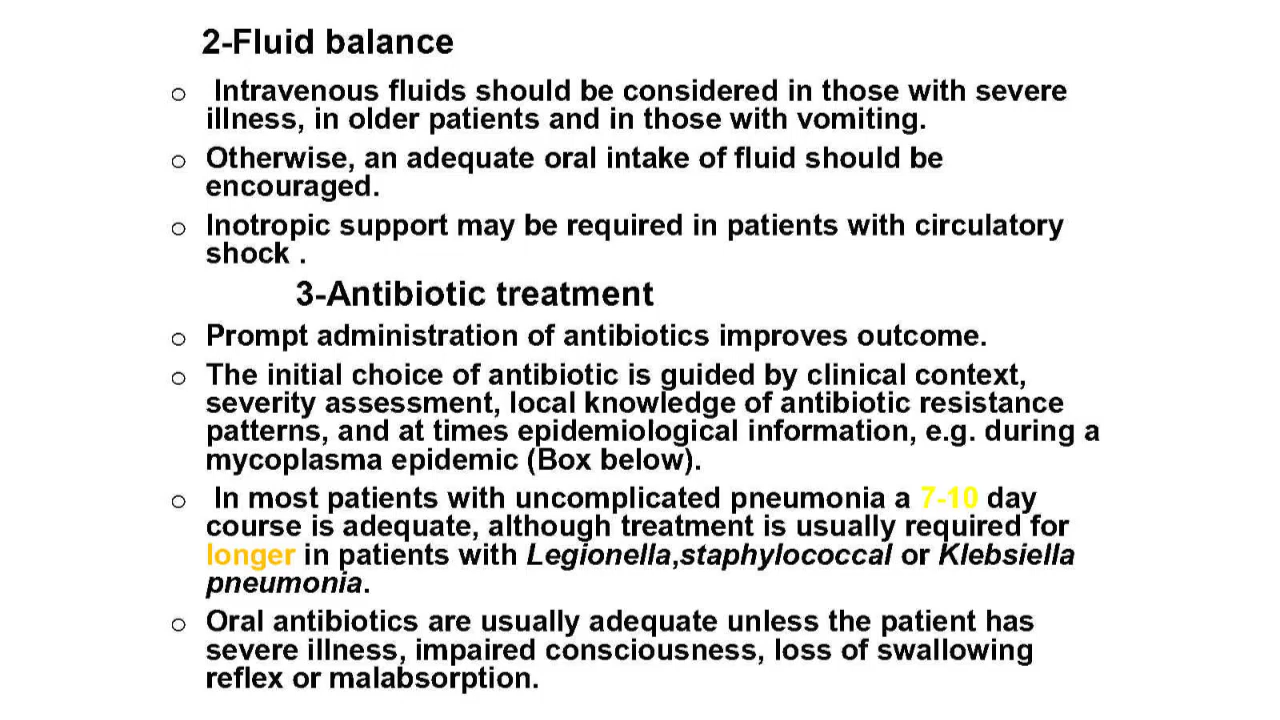 2-Fluid balance
o Intravenous fluids should be considered in those with severe
illness, in older patients and in those with vomiting.
o Otherwise, an adequate oral intake of fluid should be
encouraged.
o Inotropic support may be required in patients with circulatory
shock .
3-Antibiotic treatment
o Prompt administration of antibiotics improves outcome.
o The initial choice of antibiotic is guided by clinical context,
severity assessment, local knowledge of antibiotic resistance
patterns, and at times epidemiological information, e.g. during a
mycoplasma epidemic (Box below).
o In most patients with uncomplicated pneumonia a 7-10 day
course is adequate, although treatment is usually required for
longer in patients with Legionella,staphylococcal or Klebsiella
pneumonia.
o Oral antibiotics are usually adequate unless the patient has
severe illness, impaired consciousness, loss of swallowing
reflex or malabsorption.